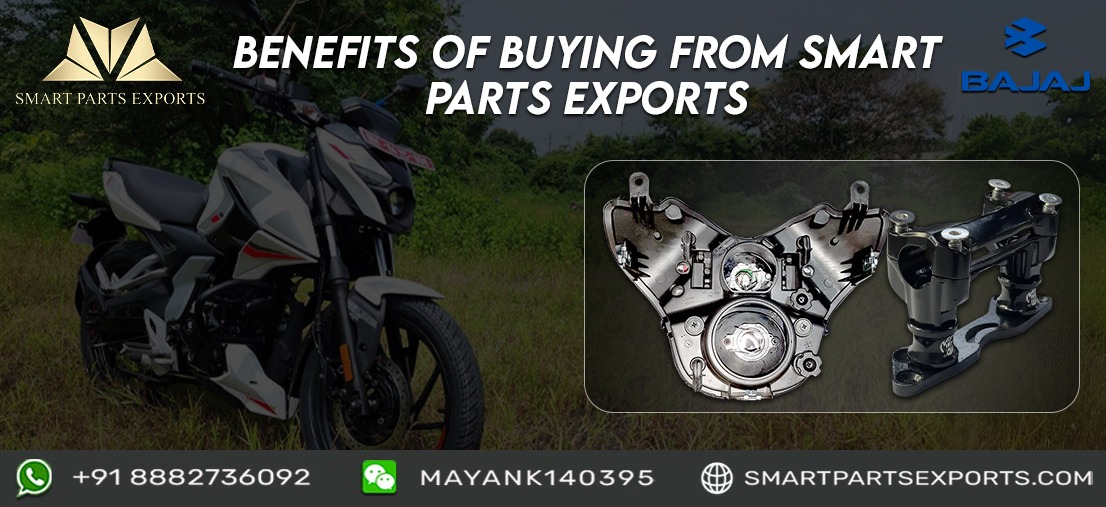 SMART PARTS EXPORTS
BENEFITS OF BUYING FROM SMART
PARTS EXPORTS
BAJAJ
+91 8882736092
MAYANK140395
SMARTPARTSEXPORTS.COM